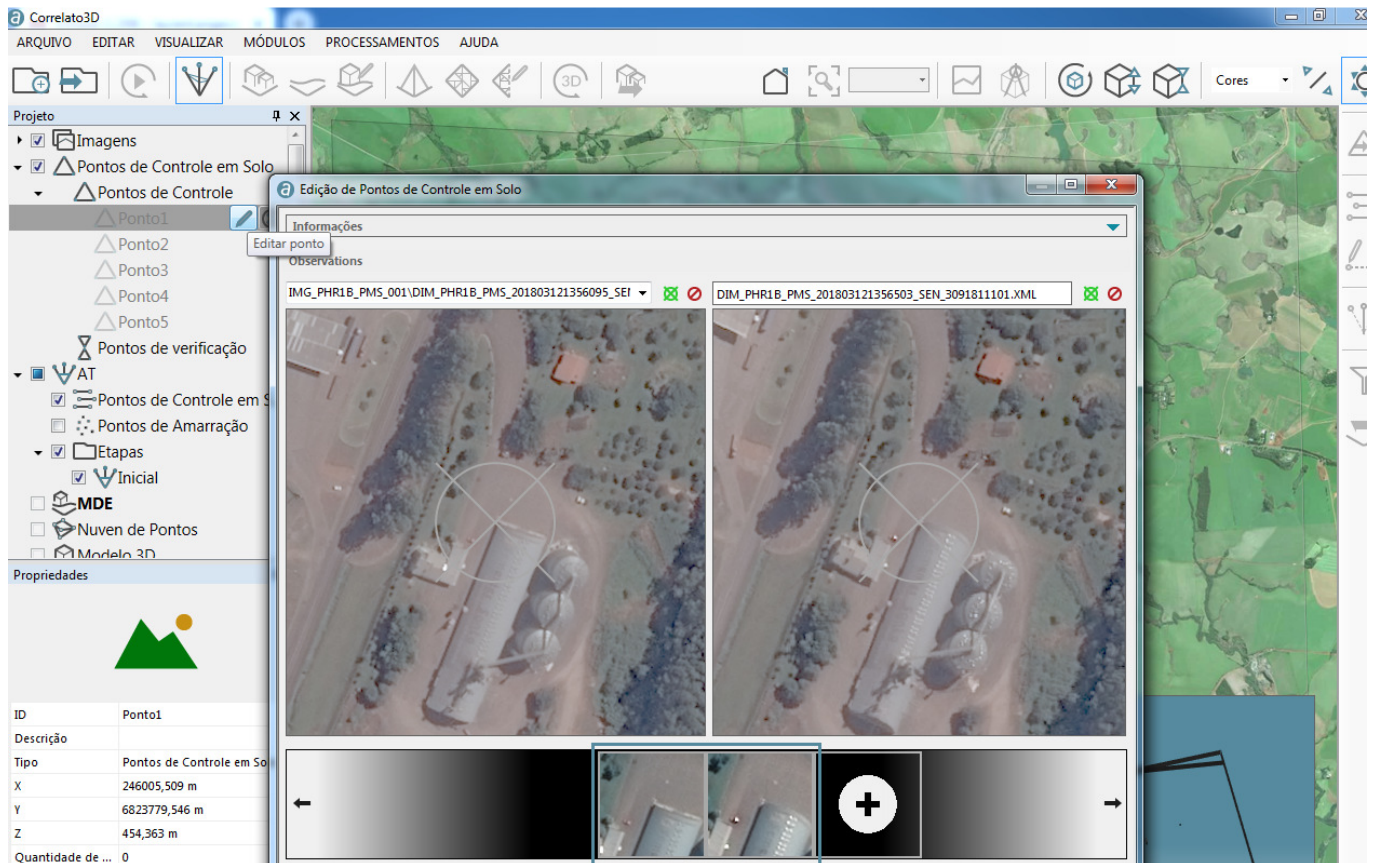 Correlato3D
ARQUIVO EDITAR VISUALIZAR MÓDULOS PROCESSAMENTOS AJUDA
3D
Cores
Projeto
Imagens
Pontos de Controle em Solo
Pontos de Controle
Ponto1
Editar ponto
Ponto2
Ponto3
Ponto4
Ponto5
Pontos de verificação
AT
Pontos de Controle em S
Pontos de Amarração
Etapas
Inicial
MDE
Nuven de Pontos
Modelo 3D
Propriedades
ID Ponto1
Descrição
Tipo Pontos de Controle em So
X 246005,509 m
Y 6823779,546 m
Z 454,363 m
Quantidade de ... 0
Edição de Pontos de Controle em Solo
Informações
Observations
IMG_PHR1B_PMS_001\DIM_PHR1B_PMS_201803121356095_SEI
DIM_PHR1B_PMS_201803121356503_SEN_3091811101.XML